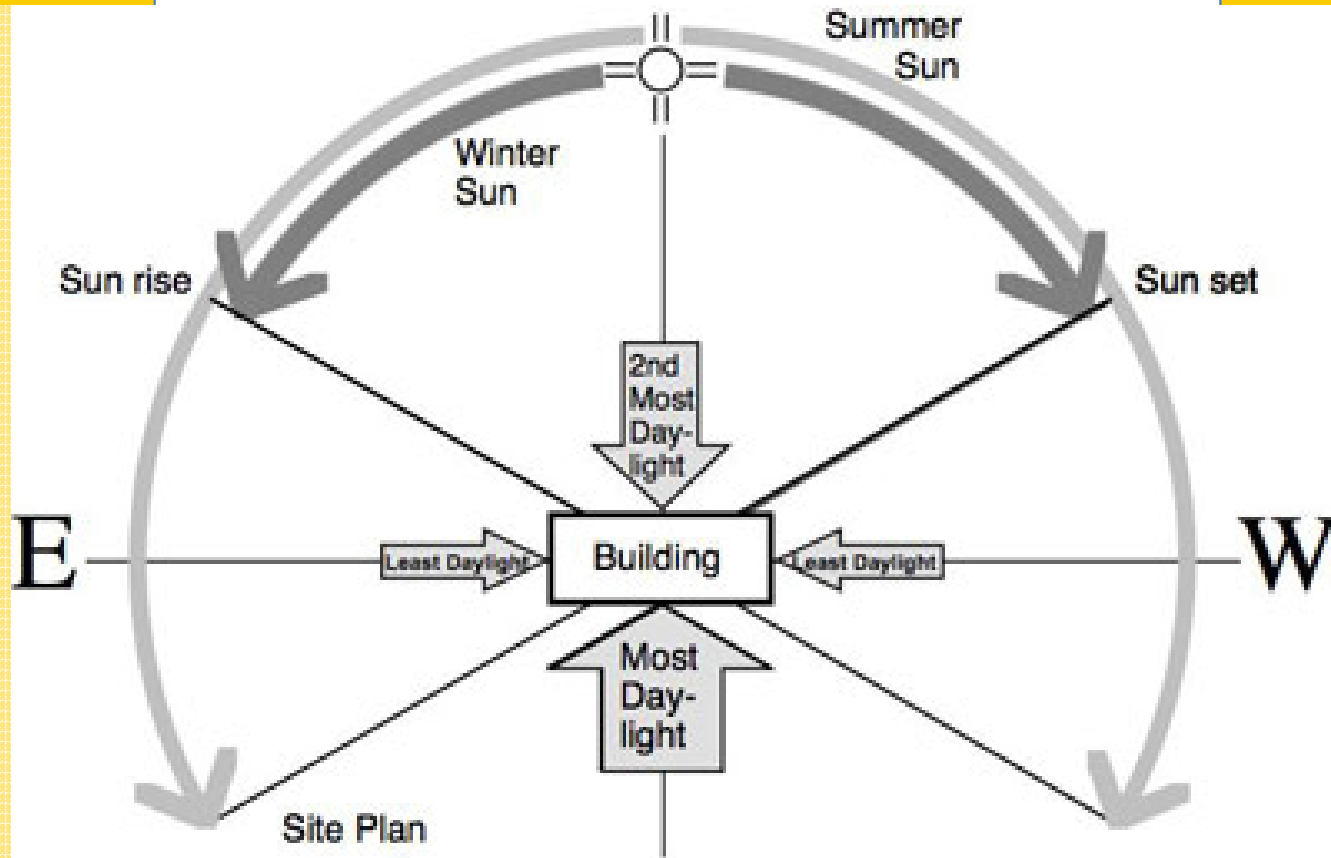 Summer
Sun
Winter
Sun
Sun rise
Sun set
2nd
Most
Day-
light
E
Least Daylight
Building
Least Daylight
W
Most
Day-
light
Site Plan